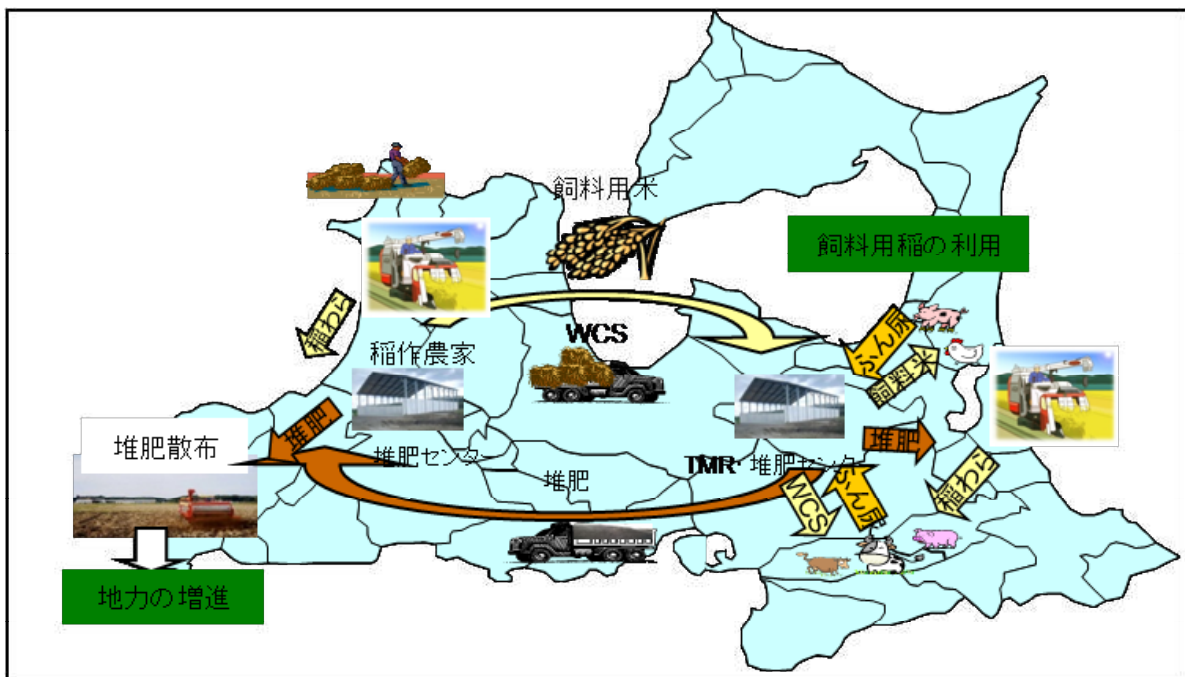 飼料用米
飼料用稲の利用
稲わら
WCS
ふん尿
稲作農家
飼料米
堆肥
堆肥
堆肥散布
堆肥センター
堆肥
TMR・堆肥センター
WCS
ふん尿
稲わら
地力の増進